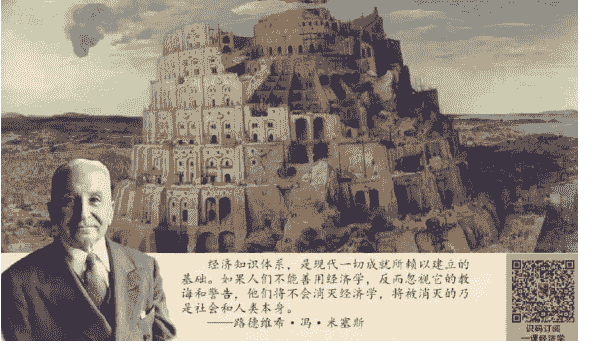 经济知识体系，是现代一切成就所赖以建立的
基础。如果人们不能善用经济学，反而忽视它的教
诲和警告，他们将不会消灭经济学，将被消灭的乃
是社会和人类本身。
——路德维希·冯·米塞斯
识码订阅
一课经济学